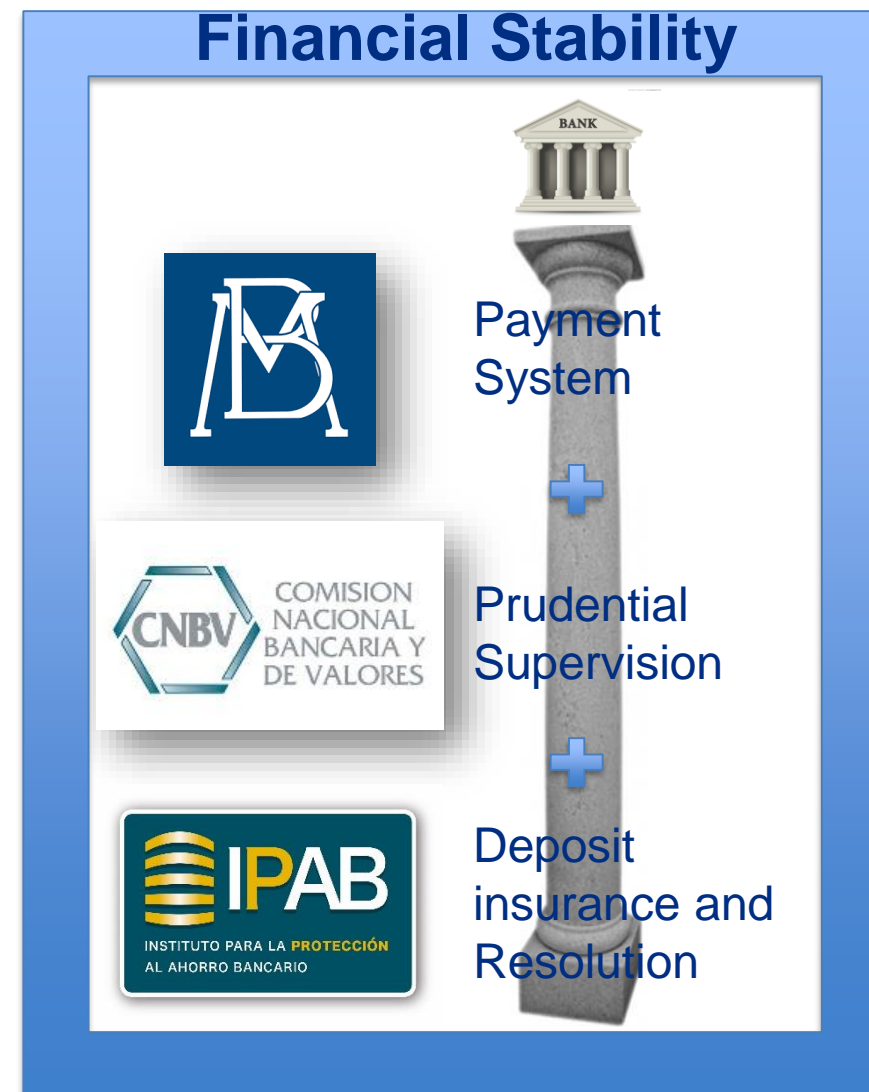 Financial Stability
BANK
BM
Payment
System
CNBV
COMISION
NACIONAL
BANCARIA Y
DE VALORES
Prudential
Supervision
IPAB
INSTITUTO PARA LA PROTECCIÓN
AL AHORRO BANCARIO
Deposit
insurance and
Resolution